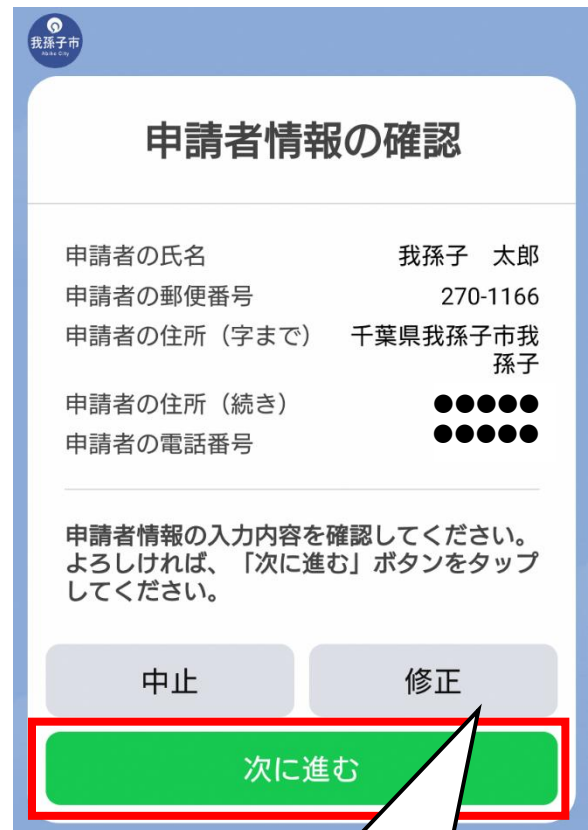 我孫子市
Abiko City
申請者情報の確認
申請者の氏名 我孫子　太郎
申請者の郵便番号 270-1166
申請者の住所（字まで） 千葉県我孫子市我
孫子
申請者の住所（続き） ●●●●●
申請者の電話番号 ●●●●●
申請者情報の入力内容を確認してください。
よろしければ、「次に進む」ボタンをタップ
してください。
中止 修正
次に進む